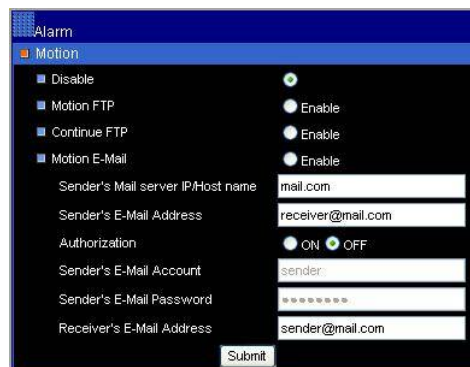 Alarm
Motion
Disable
Motion FTP Enable
Continue FTP Enable
Motion E-Mail Enable
Sender's Mail server IP/Host name mail.com
Sender's E-Mail Address receiver@mail.com
Authorization ON OFF
Sender's E-Mail Account sender
Sender's E-Mail Password ••••••••
Receiver's E-Mail Address sender@mail.com
Submit